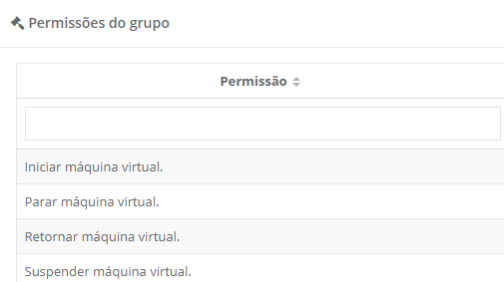 Permissões do grupo
Permissão
Iniciar máquina virtual.
Parar máquina virtual.
Retornar máquina virtual.
Suspender máquina virtual.